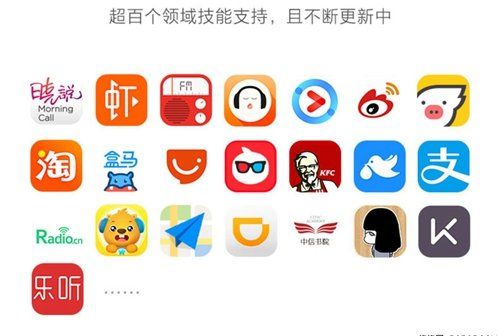 超百个领域技能支持，且不断更新中
晓说
Morning
Call
虾
FM
淘
盒马
KFC
支
Radio.cn
中信书院
K
乐听
......